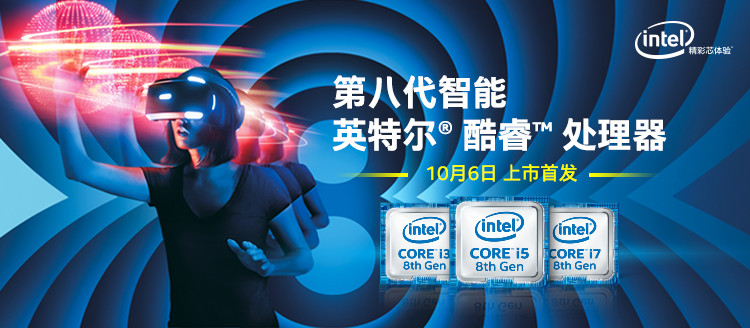 intel
精彩芯体验™
第八代智能
英特尔® 酷睿™ 处理器
10月6日 上市首发
intel
CORE i3
8th Gen
intel
CORE i5
8th Gen
intel
CORE i7
8th Gen